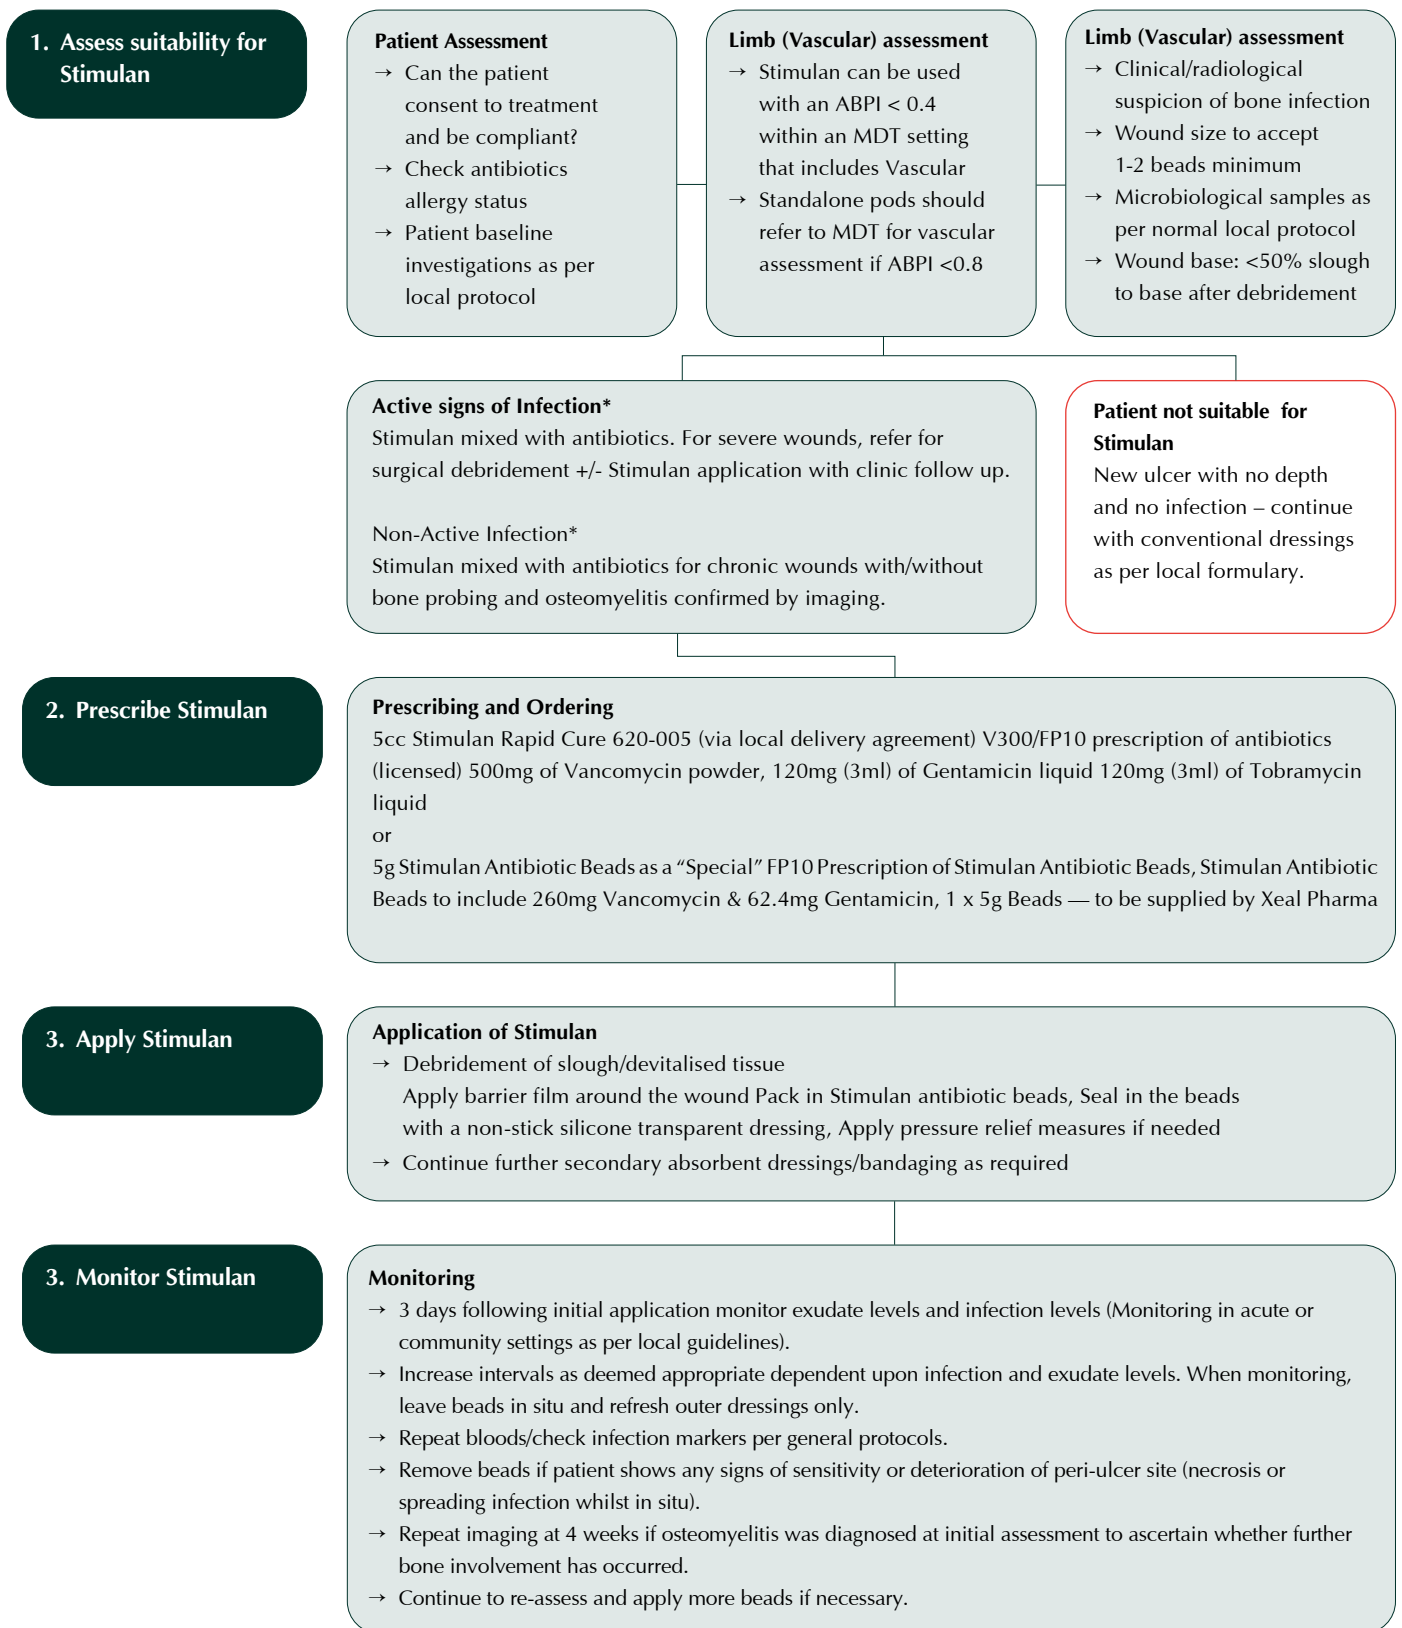 1. Assess suitability for
Stimulan
Patient Assessment
→ Can the patient
consent to treatment
and be compliant?
→ Check antibiotics
allergy status
→ Patient baseline
investigations as per
local protocol
Limb (Vascular) assessment
→ Stimulan can be used
with an ABPI < 0.4
within an MDT setting
that includes Vascular
→ Standalone pods should
refer to MDT for vascular
assessment if ABPI <0.8
Limb (Vascular) assessment
→ Clinical/radiological
suspicion of bone infection
→ Wound size to accept
1-2 beads minimum
→ Microbiological samples as
per normal local protocol
→ Wound base: <50% slough
to base after debridement
Active signs of Infection*
Stimulan mixed with antibiotics. For severe wounds, refer for
surgical debridement +/- Stimulan application with clinic follow up.
Non-Active Infection*
Stimulan mixed with antibiotics for chronic wounds with/without
bone probing and osteomyelitis confirmed by imaging.
Patient not suitable for
Stimulan
New ulcer with no depth
and no infection – continue
with conventional dressings
as per local formulary.
2. Prescribe Stimulan
Prescribing and Ordering
5cc Stimulan Rapid Cure 620-005 (via local delivery agreement) V300/FP10 prescription of antibiotics
(licensed) 500mg of Vancomycin powder, 120mg (3ml) of Gentamicin liquid 120mg (3ml) of Tobramycin
liquid
or
5g Stimulan Antibiotic Beads as a “Special” FP10 Prescription of Stimulan Antibiotic Beads, Stimulan Antibiotic
Beads to include 260mg Vancomycin & 62.4mg Gentamicin, 1 x 5g Beads — to be supplied by Xeal Pharma
3. Apply Stimulan
Application of Stimulan
→ Debridement of slough/devitalised tissue
Apply barrier film around the wound Pack in Stimulan antibiotic beads, Seal in the beads
with a non-stick silicone transparent dressing, Apply pressure relief measures if needed
→ Continue further secondary absorbent dressings/bandaging as required
3. Monitor Stimulan
Monitoring
→ 3 days following initial application monitor exudate levels and infection levels (Monitoring in acute or
community settings as per local guidelines).
→ Increase intervals as deemed appropriate dependent upon infection and exudate levels. When monitoring,
leave beads in situ and refresh outer dressings only.
→ Repeat bloods/check infection markers per general protocols.
→ Remove beads if patient shows any signs of sensitivity or deterioration of peri-ulcer site (necrosis or
spreading infection whilst in situ).
→ Repeat imaging at 4 weeks if osteomyelitis was diagnosed at initial assessment to ascertain whether further
bone involvement has occurred.
→ Continue to re-assess and apply more beads if necessary.